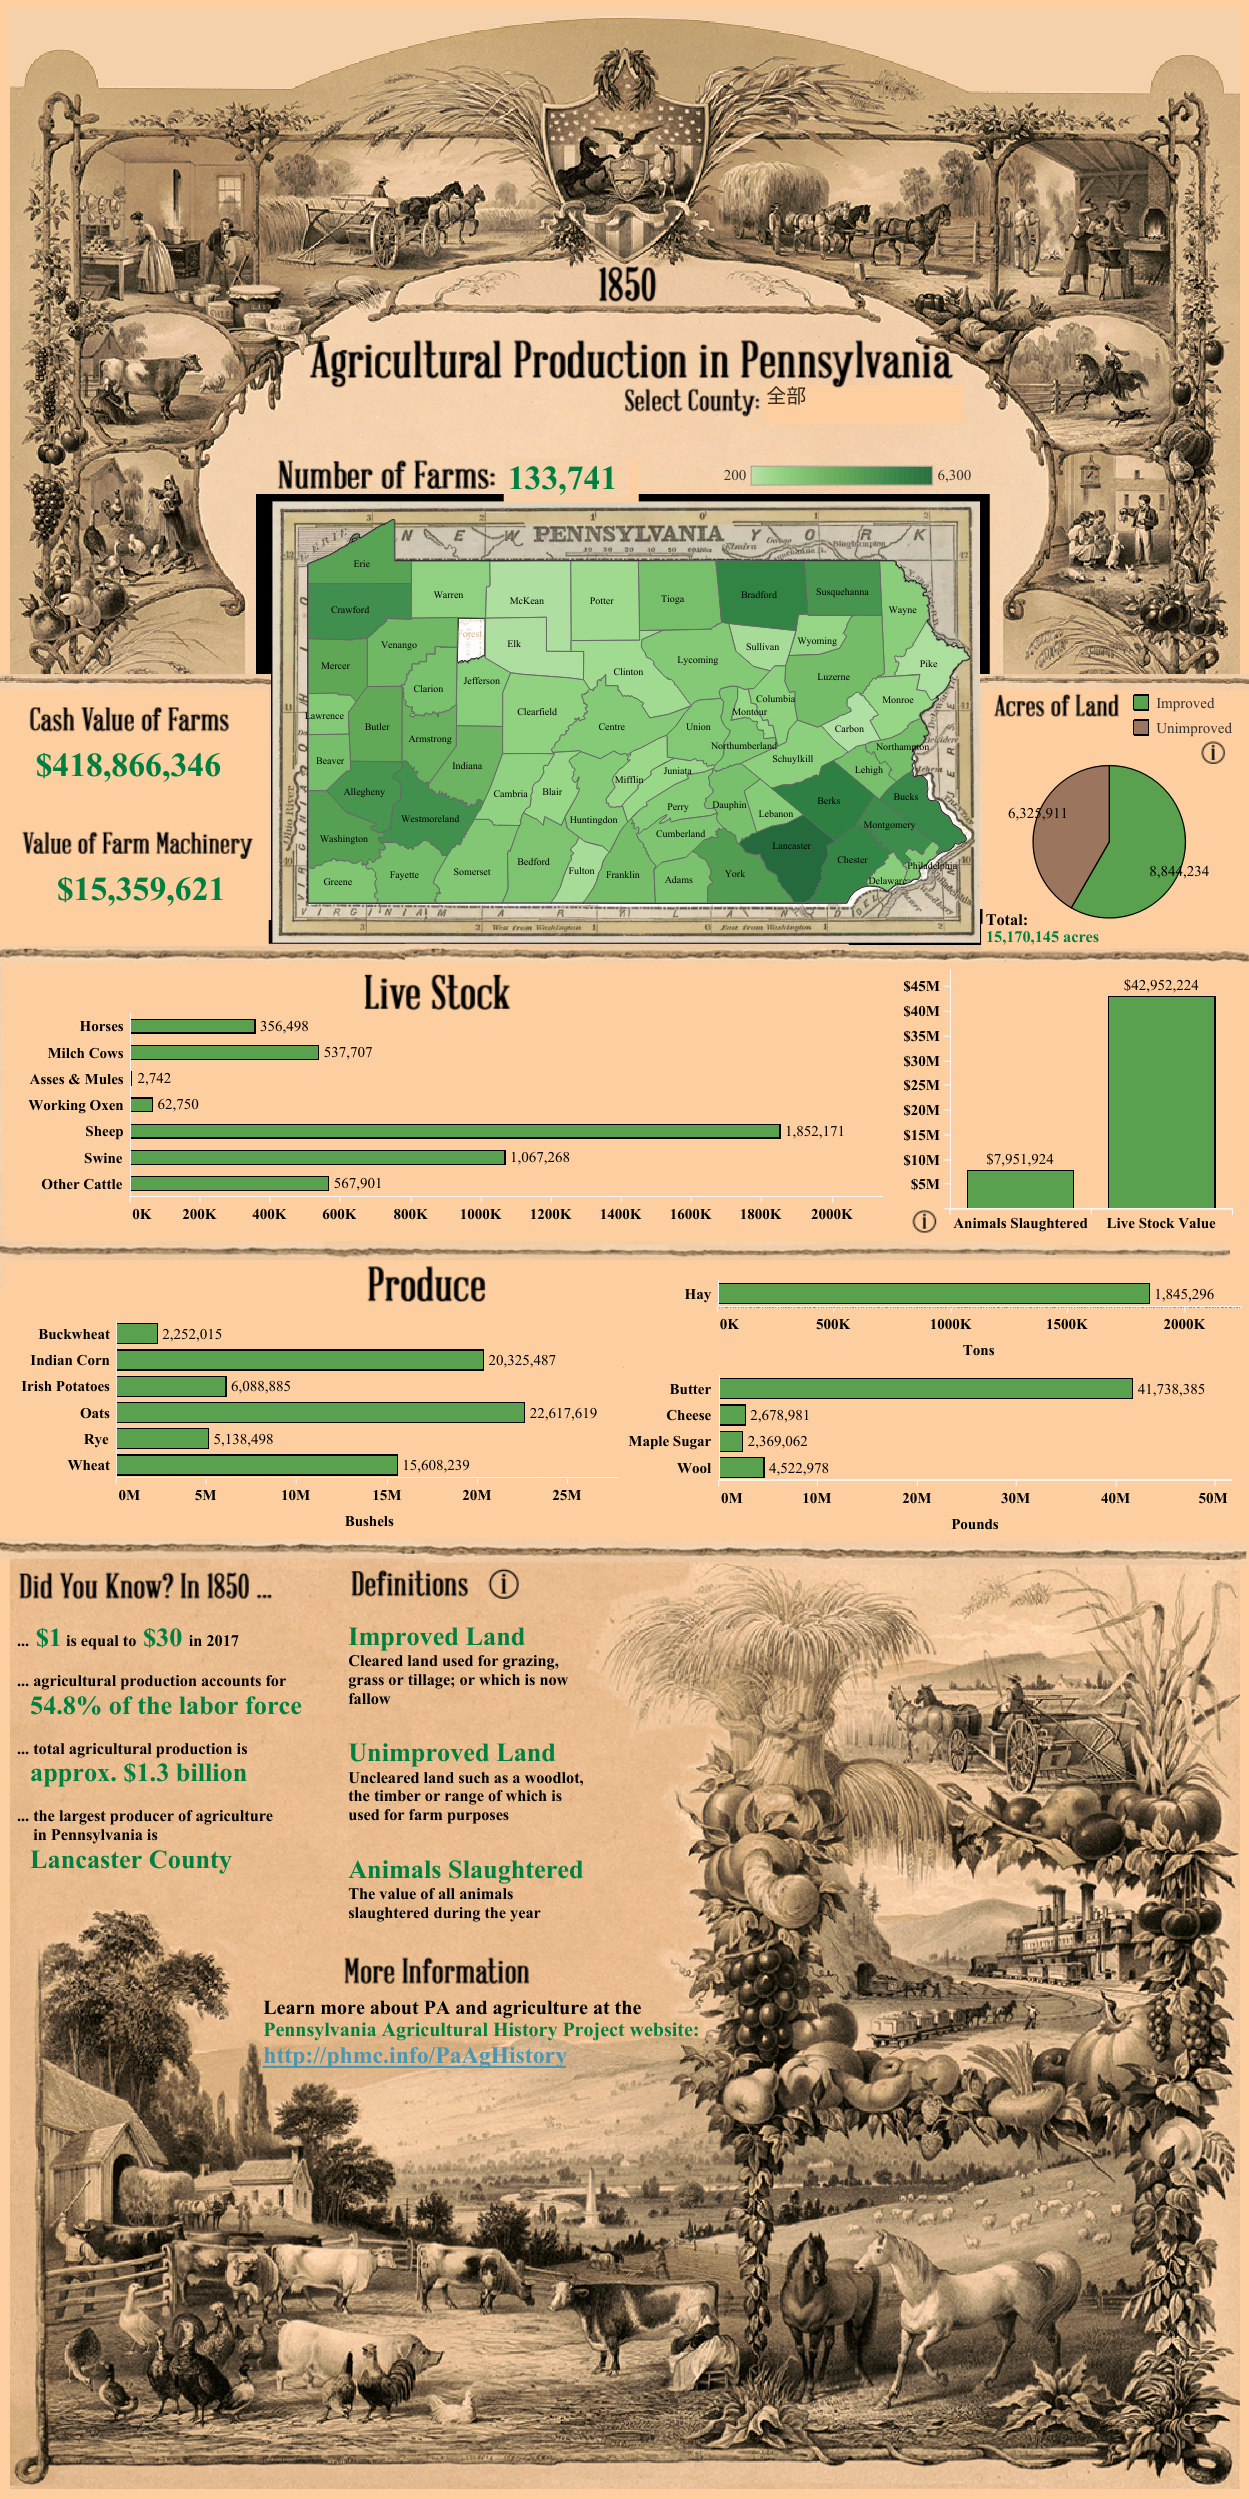 1850
Agricultural Production in Pennsylvania
Select County: 全部
Number of Farms: 133,741
200 6,300
PENNSYLVANIA
N E W Y O R K
Erie
Crawford
Warren
McKean
Potter
Tioga
Bradford
Susquehanna
Wayne
Mercer
Venango
Forest
Elk
Clinton
Lycoming
Sullivan
Wyoming
Pike
Clarion
Jefferson
Luzerne
Lawrence
Butler
Clearfield
Centre
Union
Columbia
Montour
Monroe
Carbon
Armstrong
Northumberland
Northampton
Beaver
Indiana
Schuylkill
Lehigh
Allegheny
Cambria
Blair
Mifflin
Juniata
Westmoreland
Huntingdon
Perry
Dauphin
Lebanon
Berks
Bucks
Washington
Cumberland
Lancaster
Montgomery
Greene
Fayette
Somerset
Bedford
Fulton
Franklin
Adams
York
Chester
Philadelphia
Delaware
West from Washington
East from Washington
Cash Value of Farms
$418,866,346
Value of Farm Machinery
$15,359,621
Acres of Land
Improved
Unimproved
6,325,911
8,844,234
Total:
15,170,145 acres
Live Stock
Horses 356,498
Milch Cows 537,707
Asses & Mules 2,742
Working Oxen 62,750
Sheep 1,852,171
Swine 1,067,268
Other Cattle 567,901
0K 200K 400K 600K 800K 1000K 1200K 1400K 1600K 1800K 2000K
$45M
$40M
$35M
$30M
$25M
$20M
$15M
$10M
$5M
$42,952,224
$7,951,924
Animals Slaughtered Live Stock Value
Produce
Buckwheat 2,252,015
Indian Corn 20,325,487
Irish Potatoes 6,088,885
Oats 22,617,619
Rye 5,138,498
Wheat 15,608,239
0M 5M 10M 15M 20M 25M
Bushels
Hay 1,845,296
0K 500K 1000K 1500K 2000K
Tons
Butter 41,738,385
Cheese 2,678,981
Maple Sugar 2,369,062
Wool 4,522,978
0M 10M 20M 30M 40M 50M
Pounds
Did You Know? In 1850 ...
... $1 is equal to $30 in 2017
... agricultural production accounts for
54.8% of the labor force
... total agricultural production is
approx. $1.3 billion
... the largest producer of agriculture
in Pennsylvania is
Lancaster County
Definitions
Improved Land
Cleared land used for grazing,
grass or tillage; or which is now
fallow
Unimproved Land
Uncleared land such as a woodlot,
the timber or range of which is
used for farm purposes
Animals Slaughtered
The value of all animals
slaughtered during the year
More Information
Learn more about PA and agriculture at the
Pennsylvania Agricultural History Project website:
http://phmc.info/PaAgHistory